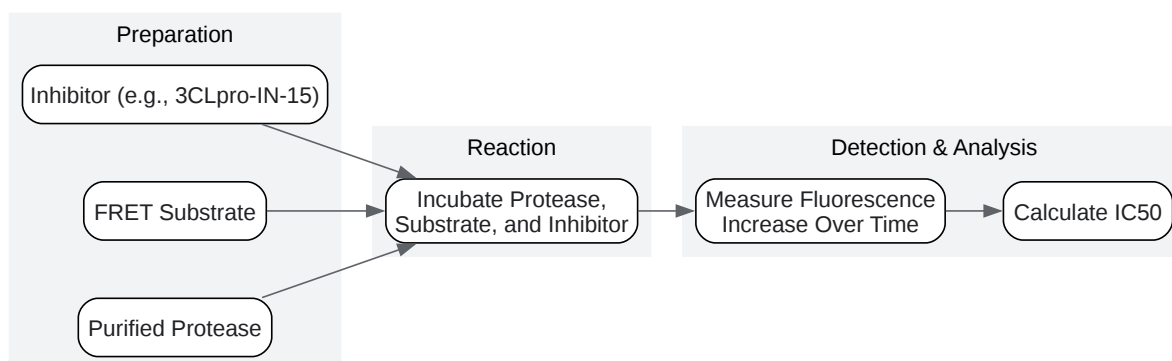 Preparation
Inhibitor (e.g., 3CLpro-IN-15)
FRET Substrate
Purified Protease
Reaction
Incubate Protease,
Substrate, and Inhibitor
Detection & Analysis
Measure Fluorescence
Increase Over Time
Calculate IC50